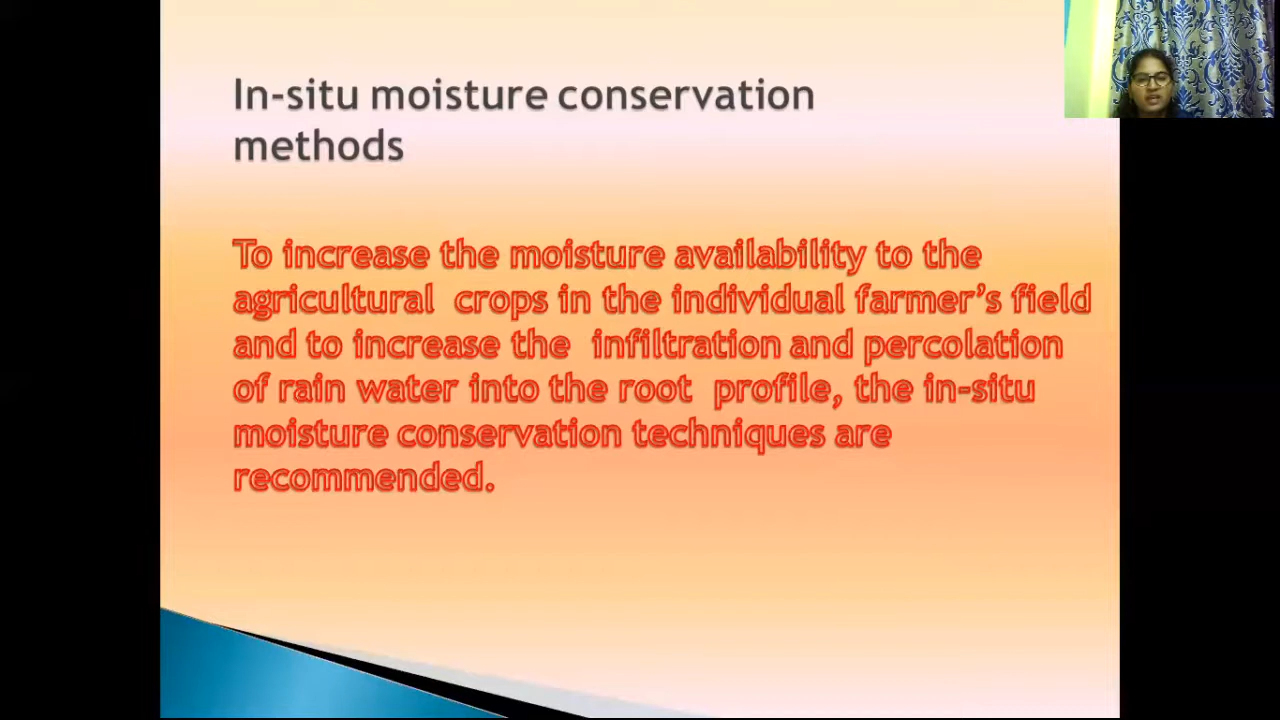 In-situ moisture conservation
methods
To increase the moisture availability to the
agricultural crops in the individual farmer's field
and to increase the infiltration and percolation
of rain water into the root profile, the in-situ
moisture conservation techniques are
recommended.